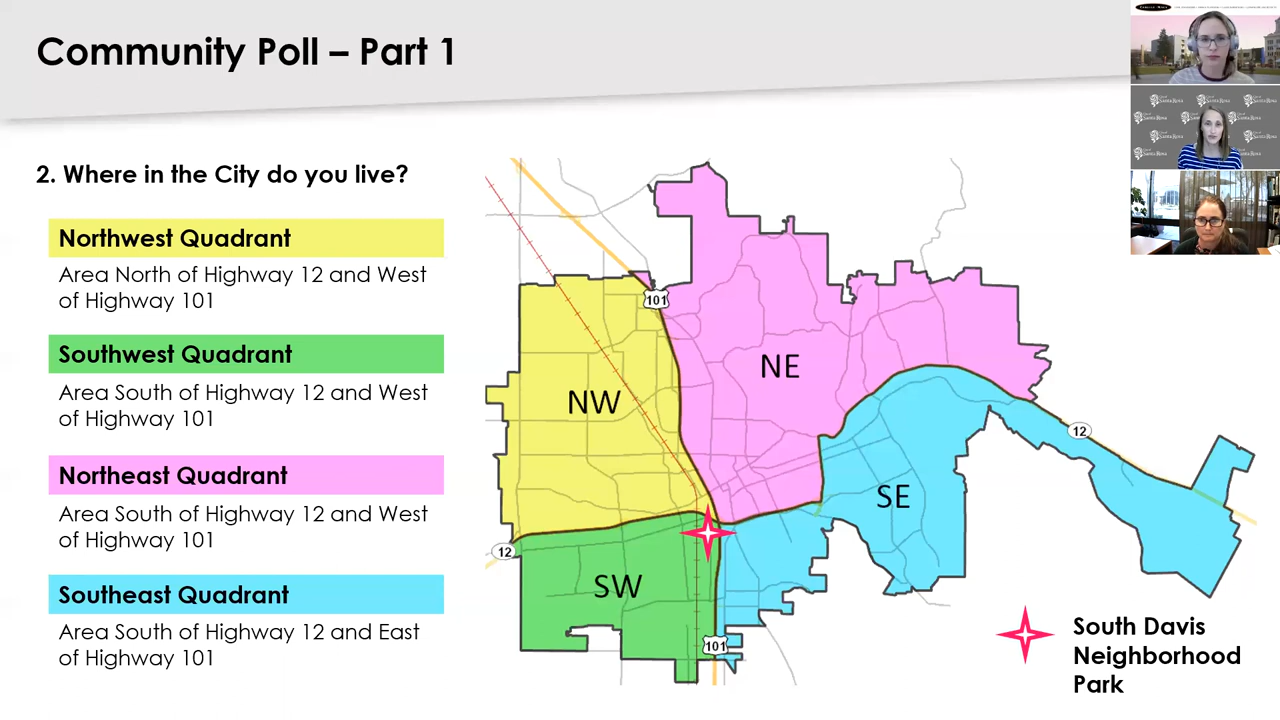 Community Poll – Part 1
2. Where in the City do you live?
Northwest Quadrant
Area North of Highway 12 and West
of Highway 101
Southwest Quadrant
Area South of Highway 12 and West
of Highway 101
Northeast Quadrant
Area South of Highway 12 and West
of Highway 101
Southeast Quadrant
Area South of Highway 12 and East
of Highway 101
101
NE
NW
12
SE
12
SW
101
South Davis
Neighborhood
Park